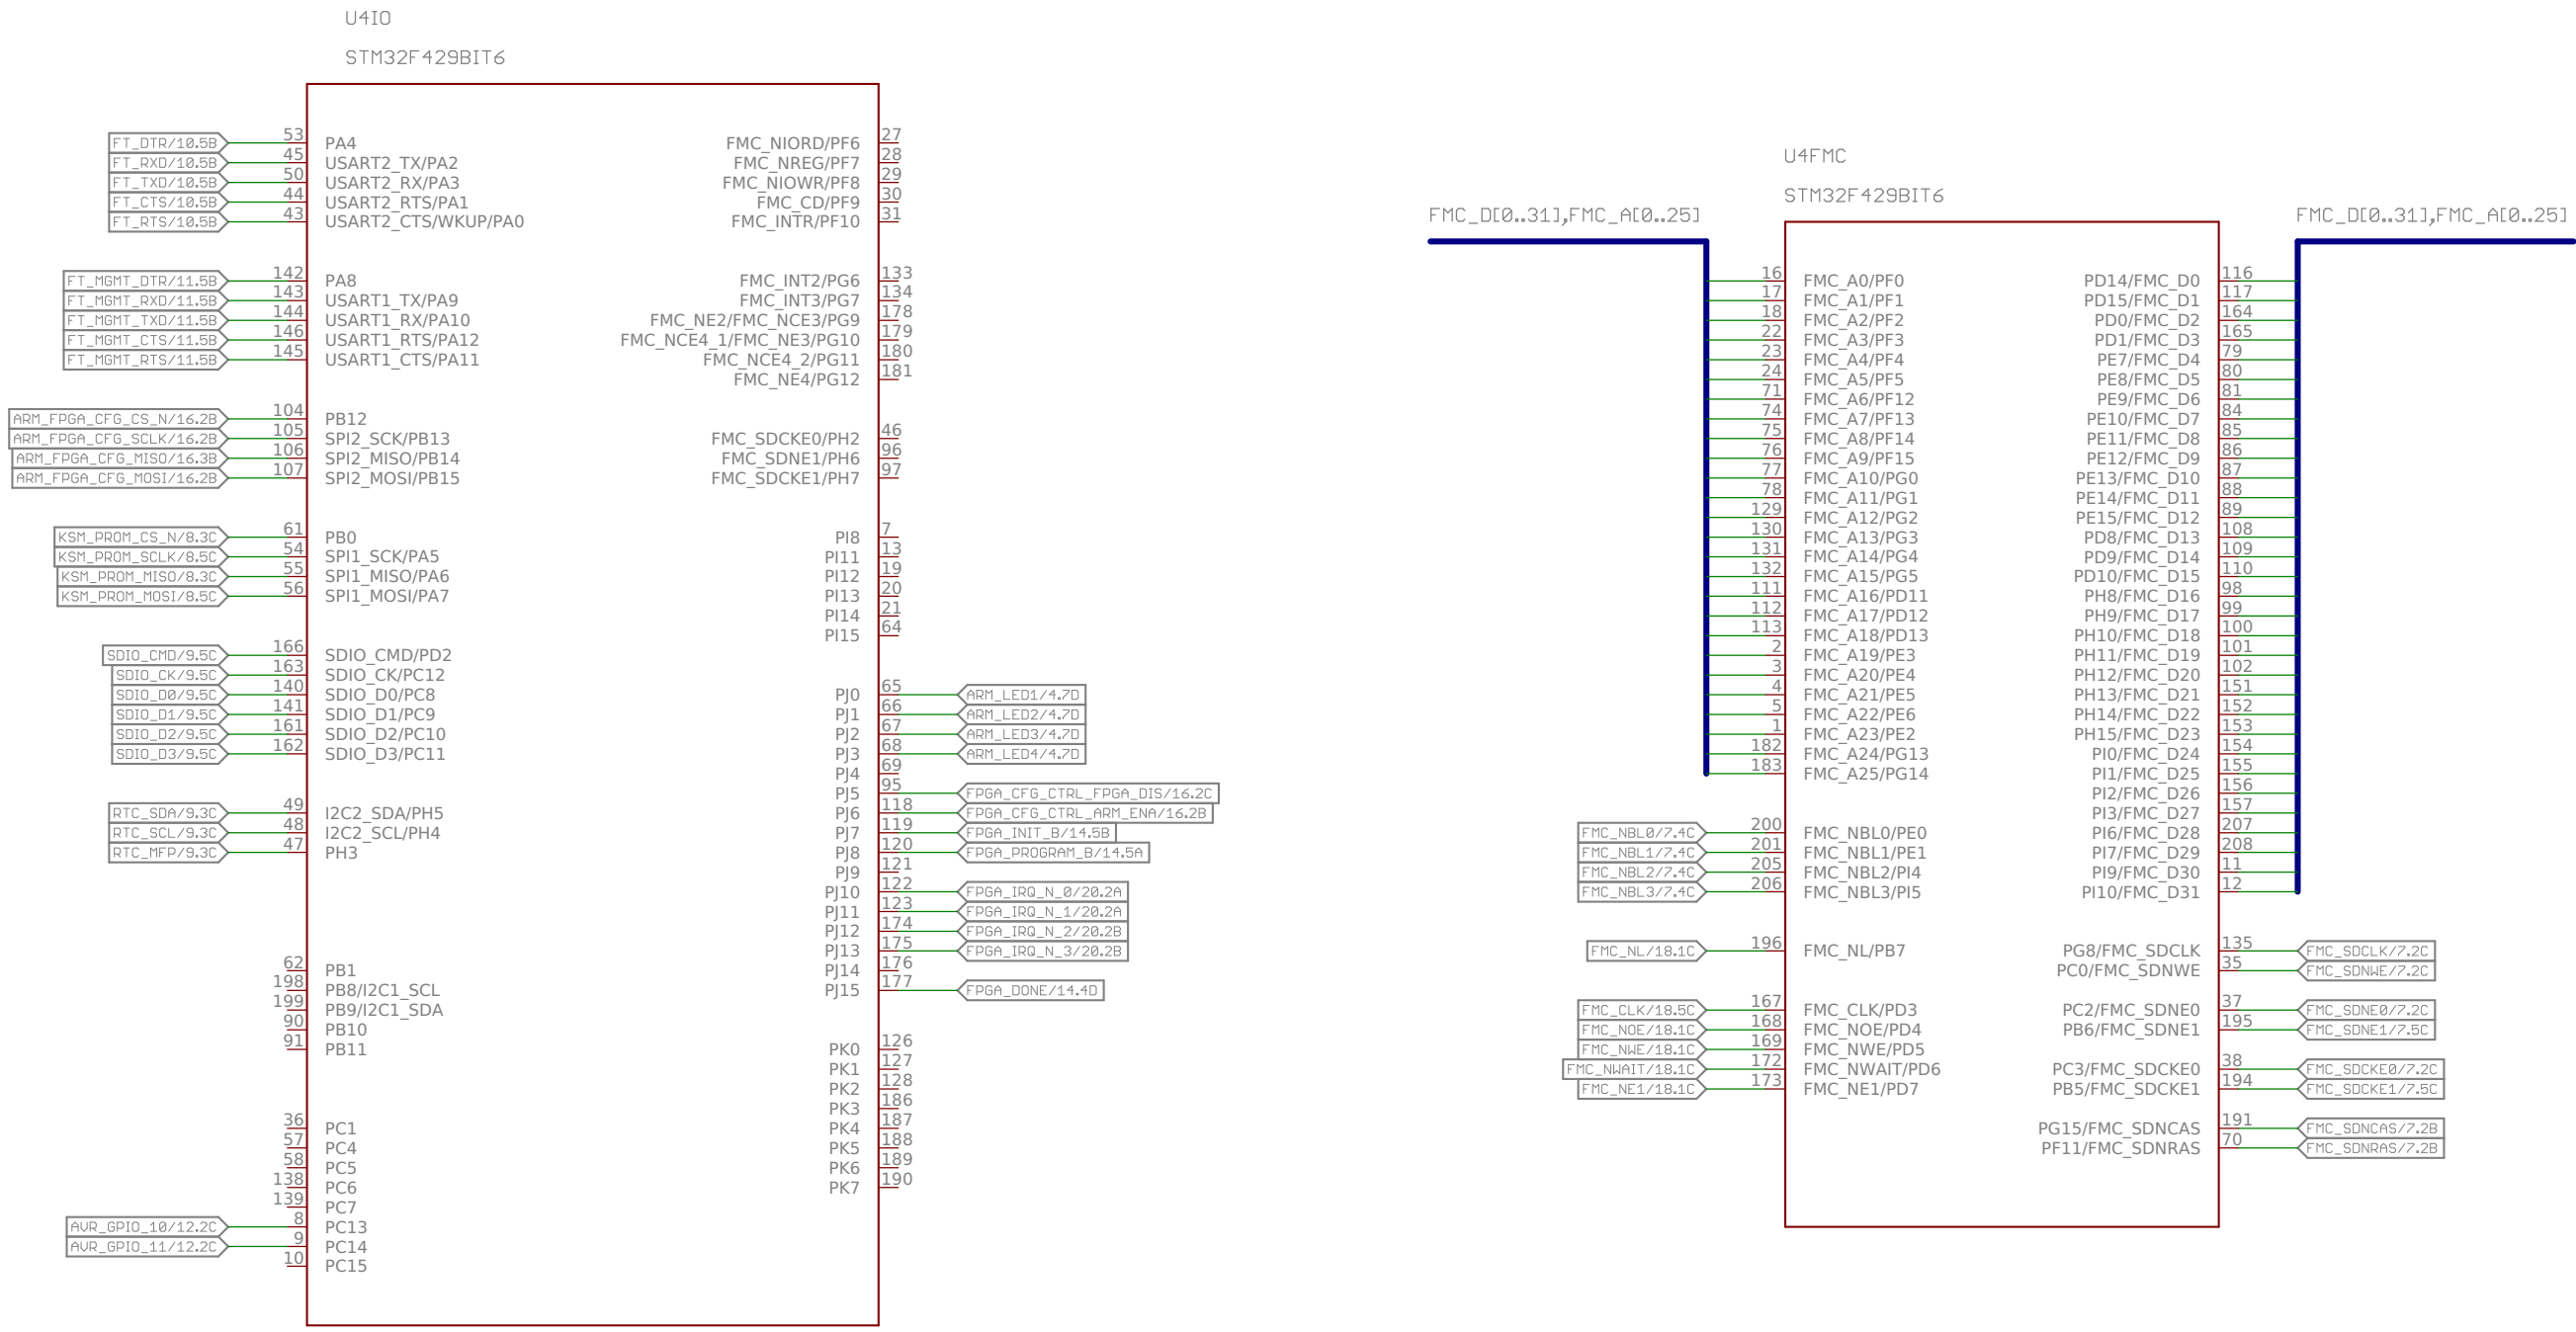 U4IO
STM32F429BIT6
FT_DTR/10.5B 53 PA4
FT_RXD/10.5B 45 USART2_TX/PA2
FT_TXD/10.5B 50 USART2_RX/PA3
FT_CTS/10.5B 44 USART2_RTS/PA1
FT_RTS/10.5B 43 USART2_CTS/WKUP/PA0
FT_MGMT_DTR/11.5B 142 PA8
FT_MGMT_RXD/11.5B 143 USART1_TX/PA9
FT_MGMT_TXD/11.5B 144 USART1_RX/PA10
FT_MGMT_CTS/11.5B 146 USART1_RTS/PA12
FT_MGMT_RTS/11.5B 145 USART1_CTS/PA11
ARM_FPGA_CFG_CS_N/16.2B 104 PB12
ARM_FPGA_CFG_SCLK/16.2B 105 SPI2_SCK/PB13
ARM_FPGA_CFG_MISO/16.3B 106 SPI2_MISO/PB14
ARM_FPGA_CFG_MOSI/16.2B 107 SPI2_MOSI/PB15
KSM_PROM_CS_N/8.3C 61 PB0
KSM_PROM_SCLK/8.5C 54 SPI1_SCK/PA5
KSM_PROM_MISO/8.3C 55 SPI1_MISO/PA6
KSM_PROM_MOSI/8.5C 56 SPI1_MOSI/PA7
SDIO_CMD/9.5C 166 SDIO_CMD/PD2
SDIO_CK/9.5C 163 SDIO_CK/PC12
SDIO_D0/9.5C 140 SDIO_D0/PC8
SDIO_D1/9.5C 141 SDIO_D1/PC9
SDIO_D2/9.5C 161 SDIO_D2/PC10
SDIO_D3/9.5C 162 SDIO_D3/PC11
RTC_SDA/9.3C 49 I2C2_SDA/PH5
RTC_SCL/9.3C 48 I2C2_SCL/PH4
RTC_MFP/9.3C 47 PH3
62 PB1
198 PB8/I2C1_SCL
199 PB9/I2C1_SDA
90 PB10
91 PB11
36 PC1
57 PC4
58 PC5
138 PC6
139 PC7
AVR_GPIO_10/12.2C 8 PC13
AVR_GPIO_11/12.2C 9 PC14
10 PC15
FMC_NIORD/PF6 27
FMC_NREG/PF7 28
FMC_NIOWR/PF8 29
FMC_CD/PF9 30
FMC_INTR/PF10 31
FMC_INT2/PG6 133
FMC_INT3/PG7 134
FMC_NE2/FMC_NCE3/PG9 178
FMC_NCE4_1/FMC_NE3/PG10 179
FMC_NCE4_2/PG11 180
FMC_NE4/PG12 181
FMC_SDCKE0/PH2 46
FMC_SDNE1/PH6 96
FMC_SDCKE1/PH7 97
PI8 7
PI11 13
PI12 19
PI13 20
PI14 21
PI15 64
PJ0 65 ARM_LED1/4.7D
PJ1 66 ARM_LED2/4.7D
PJ2 67 ARM_LED3/4.7D
PJ3 68 ARM_LED4/4.7D
PJ4 69
PJ5 95 FPGA_CFG_CTRL_FPGA_DIS/16.2C
PJ6 118 FPGA_CFG_CTRL_ARM_ENA/16.2B
PJ7 119 FPGA_INIT_B/14.5B
PJ8 120 FPGA_PROGRAM_B/14.5A
PJ9 121
PJ10 122 FPGA_IRQ_N_0/20.2A
PJ11 123 FPGA_IRQ_N_1/20.2A
PJ12 174 FPGA_IRQ_N_2/20.2B
PJ13 175 FPGA_IRQ_N_3/20.2B
PJ14 176
PJ15 177 FPGA_DONE/14.4D
PK0 126
PK1 127
PK2 128
PK3 186
PK4 187
PK5 188
PK6 189
PK7 190
U4FMC
STM32F429BIT6
FMC_D[0..31],FMC_A[0..25]
16 FMC_A0/PF0
17 FMC_A1/PF1
18 FMC_A2/PF2
22 FMC_A3/PF3
23 FMC_A4/PF4
24 FMC_A5/PF5
71 FMC_A6/PF12
74 FMC_A7/PF13
75 FMC_A8/PF14
76 FMC_A9/PF15
77 FMC_A10/PG0
78 FMC_A11/PG1
129 FMC_A12/PG2
130 FMC_A13/PG3
131 FMC_A14/PG4
132 FMC_A15/PG5
111 FMC_A16/PD11
112 FMC_A17/PD12
113 FMC_A18/PD13
2 FMC_A19/PE3
3 FMC_A20/PE4
4 FMC_A21/PE5
5 FMC_A22/PE6
1 FMC_A23/PE2
182 FMC_A24/PG13
183 FMC_A25/PG14
FMC_NBL0/7.4C 200 FMC_NBL0/PE0
FMC_NBL1/7.4C 201 FMC_NBL1/PE1
FMC_NBL2/7.4C 205 FMC_NBL2/PI4
FMC_NBL3/7.4C 206 FMC_NBL3/PI5
FMC_NL/18.1C 196 FMC_NL/PB7
FMC_CLK/18.5C 167 FMC_CLK/PD3
FMC_NOE/18.1C 168 FMC_NOE/PD4
FMC_NWE/18.1C 169 FMC_NWE/PD5
FMC_NWAIT/18.1C 172 FMC_NWAIT/PD6
FMC_NE1/18.1C 173 FMC_NE1/PD7
FMC_D[0..31],FMC_A[0..25]
PD14/FMC_D0 116
PD15/FMC_D1 117
PD0/FMC_D2 164
PD1/FMC_D3 165
PE7/FMC_D4 79
PE8/FMC_D5 80
PE9/FMC_D6 81
PE10/FMC_D7 84
PE11/FMC_D8 85
PE12/FMC_D9 86
PE13/FMC_D10 87
PE14/FMC_D11 88
PE15/FMC_D12 89
PD8/FMC_D13 108
PD9/FMC_D14 109
PD10/FMC_D15 110
PH8/FMC_D16 98
PH9/FMC_D17 99
PH10/FMC_D18 100
PH11/FMC_D19 101
PH12/FMC_D20 102
PH13/FMC_D21 151
PH14/FMC_D22 152
PH15/FMC_D23 153
PI0/FMC_D24 154
PI1/FMC_D25 155
PI2/FMC_D26 156
PI3/FMC_D27 157
PI6/FMC_D28 207
PI7/FMC_D29 208
PI9/FMC_D30 11
PI10/FMC_D31 12
PG8/FMC_SDCLK 135 FMC_SDCLK/7.2C
PC0/FMC_SDNWE 35 FMC_SDNWE/7.2C
PC2/FMC_SDNE0 37 FMC_SDNE0/7.2C
PB6/FMC_SDNE1 195 FMC_SDNE1/7.5C
PC3/FMC_SDCKE0 38 FMC_SDCKE0/7.2C
PB5/FMC_SDCKE1 194 FMC_SDCKE1/7.5C
PG15/FMC_SDNCAS 191 FMC_SDNCAS/7.2B
PF11/FMC_SDNRAS 70 FMC_SDNRAS/7.2B